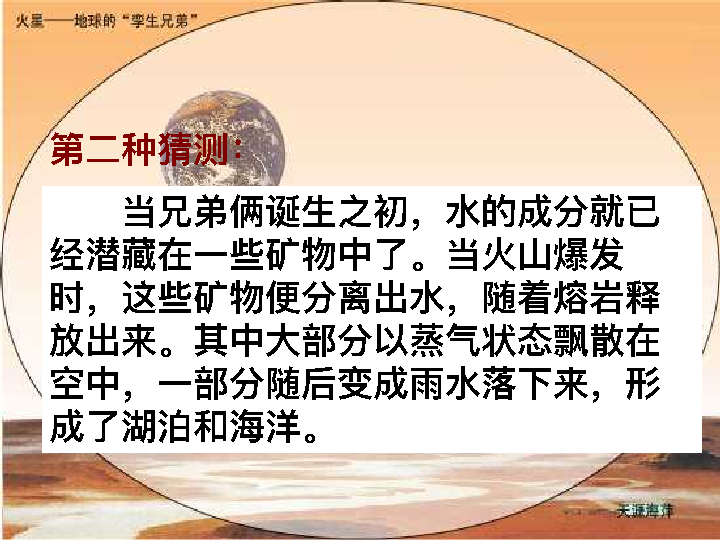 火星——地球的“孪生兄弟”
第二种猜测：
当兄弟俩诞生之初，水的成分就已
经潜藏在一些矿物中了。当火山爆发
时，这些矿物便分离出水，随着熔岩释
放出来。其中大部分以蒸气状态飘散在
空中，一部分随后变成雨水落下来，形
成了湖泊和海洋。
天涯海洋